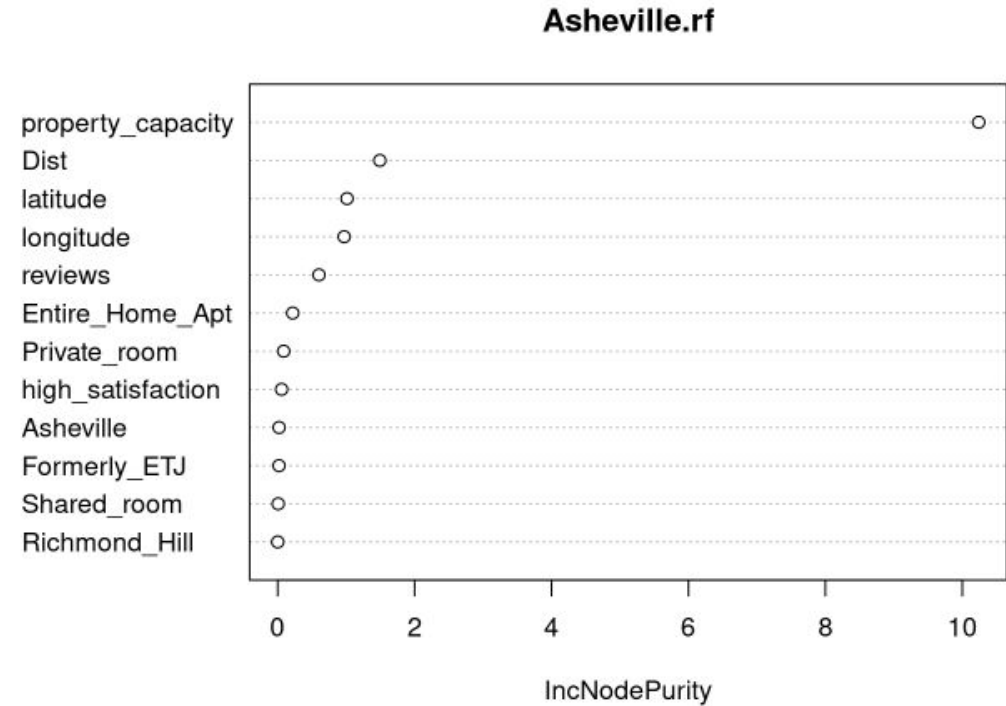 Asheville.rf
property_capacity
Dist
latitude
longitude
reviews
Entire_Home_Apt
Private_room
high_satisfaction
Asheville
Formerly_ETJ
Shared_room
Richmond_Hill
0 2 4 6 8 10
IncNodePurity